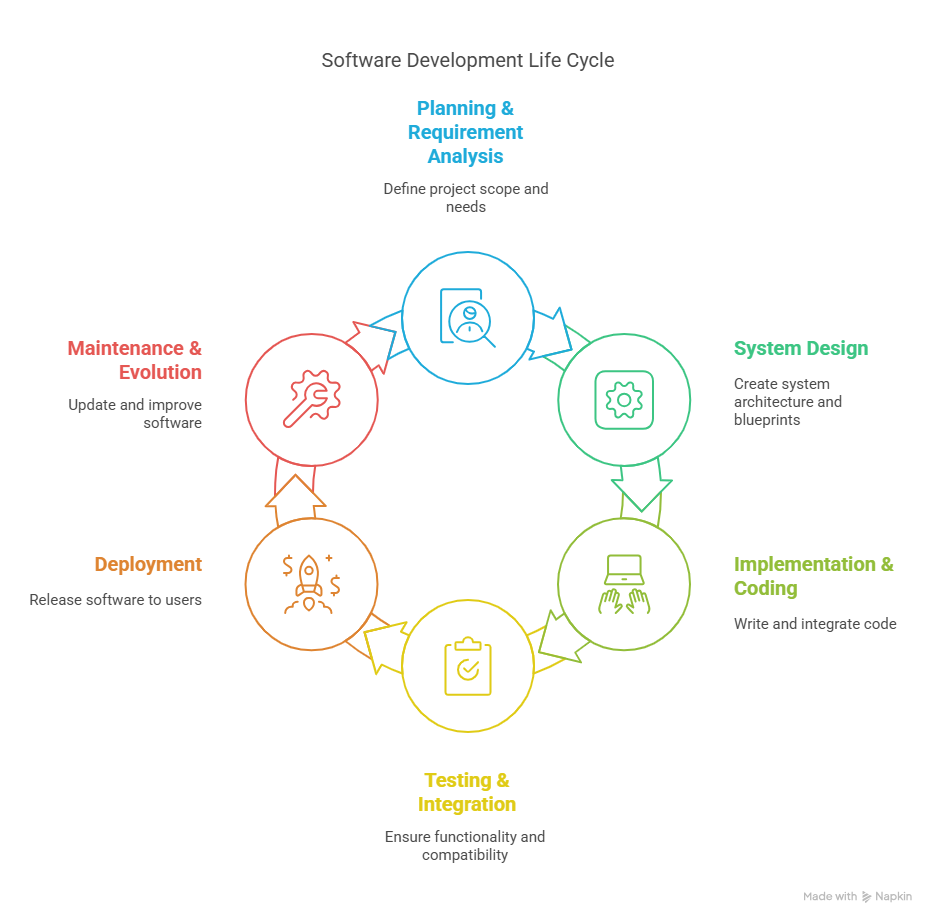 Software Development Life Cycle
Planning &
Requirement
Analysis
Define project scope and
needs
Maintenance &
Evolution
Update and improve
software
System Design
Create system
architecture and
blueprints
Deployment
Release software to users
Implementation &
Coding
Write and integrate code
Testing &
Integration
Ensure functionality and
compatibility
Made with Napkin